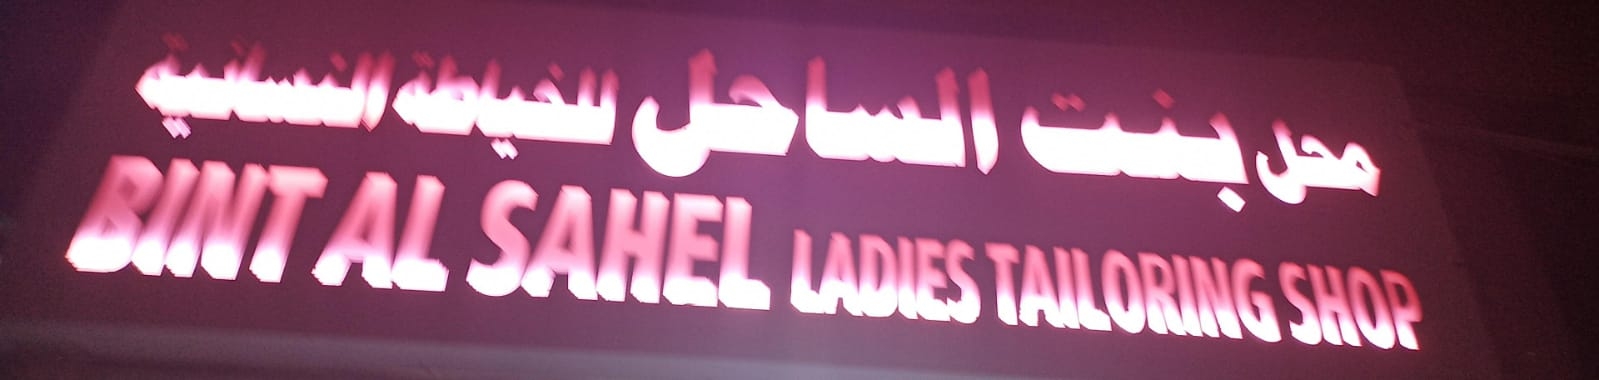 محل بنت الساحل للخياطة النسائية
BINT AL SAHEL LADIES TAILORING SHOP